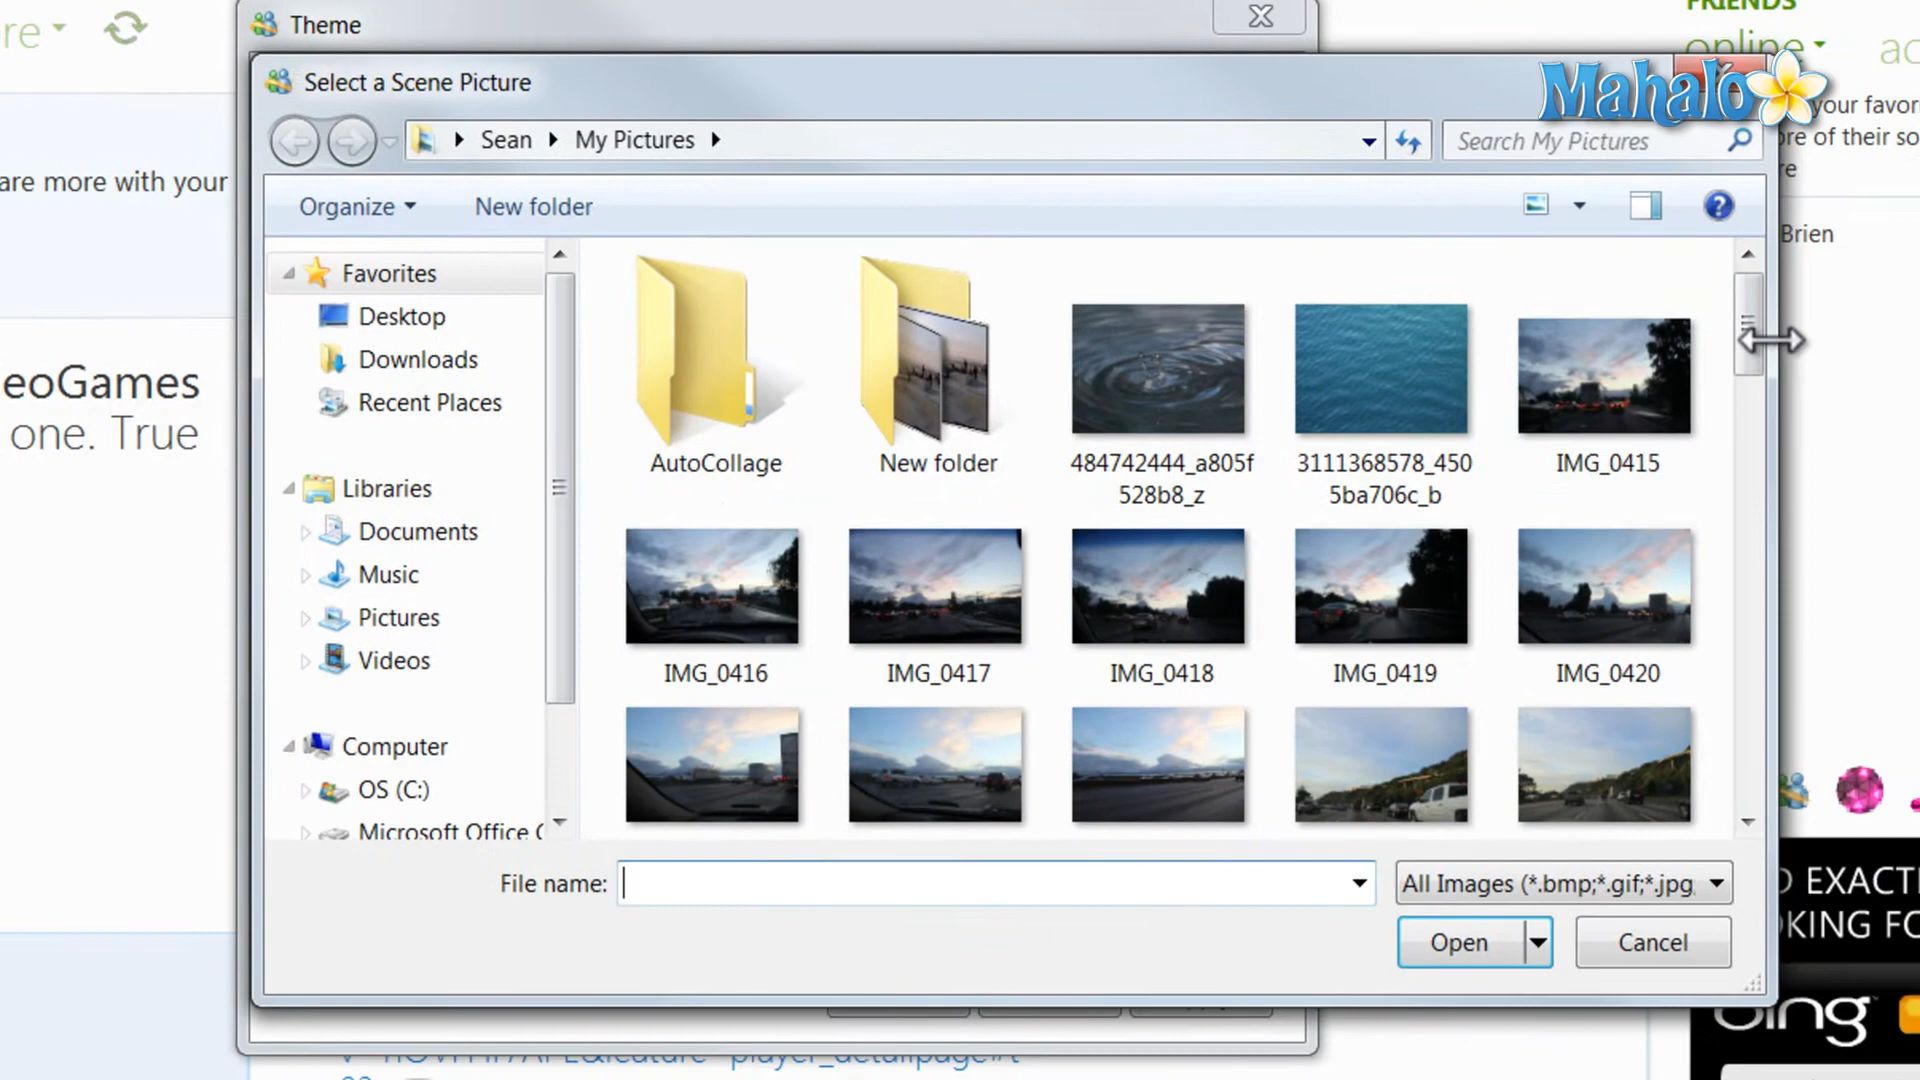 Theme
FRIENDS
online
Select a Scene Picture
Mahalo
your favor
Sean
My Pictures
Search My Pictures
ore of their so
re
are more with your
Organize
New folder
Brien
Favorites
Desktop
Downloads
Recent Places
eoGames
one. True
AutoCollage
New folder
484742444_a805f
528b8_z
3111368578_450
5ba706c_b
IMG_0415
Libraries
Documents
Music
Pictures
Videos
IMG_0416
IMG_0417
IMG_0418
IMG_0419
IMG_0420
Computer
OS (C:)
Microsoft Office
File name:
All Images (*.bmp;*.gif;*.jpg;
Open
Cancel
EXACT
KING FO
bing